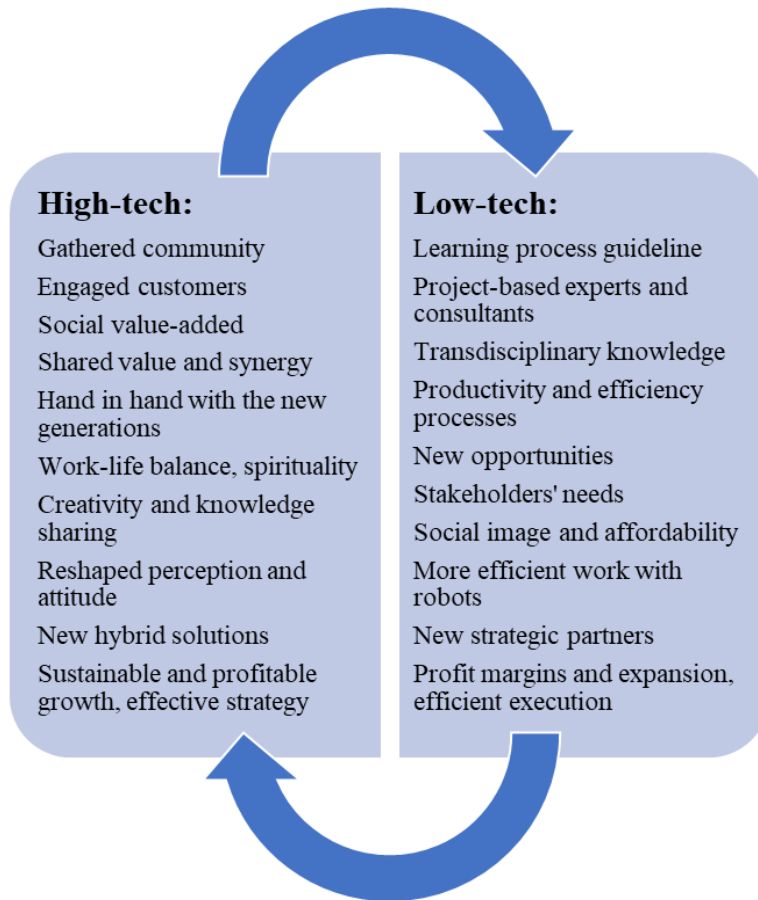 High-tech:
Gathered community
Engaged customers
Social value-added
Shared value and synergy
Hand in hand with the new
generations
Work-life balance, spirituality
Creativity and knowledge
sharing
Reshaped perception and
attitude
New hybrid solutions
Sustainable and profitable
growth, effective strategy
Low-tech:
Learning process guideline
Project-based experts and
consultants
Transdisciplinary knowledge
Productivity and efficiency
processes
New opportunities
Stakeholders' needs
Social image and affordability
More efficient work with
robots
New strategic partners
Profit margins and expansion,
efficient execution